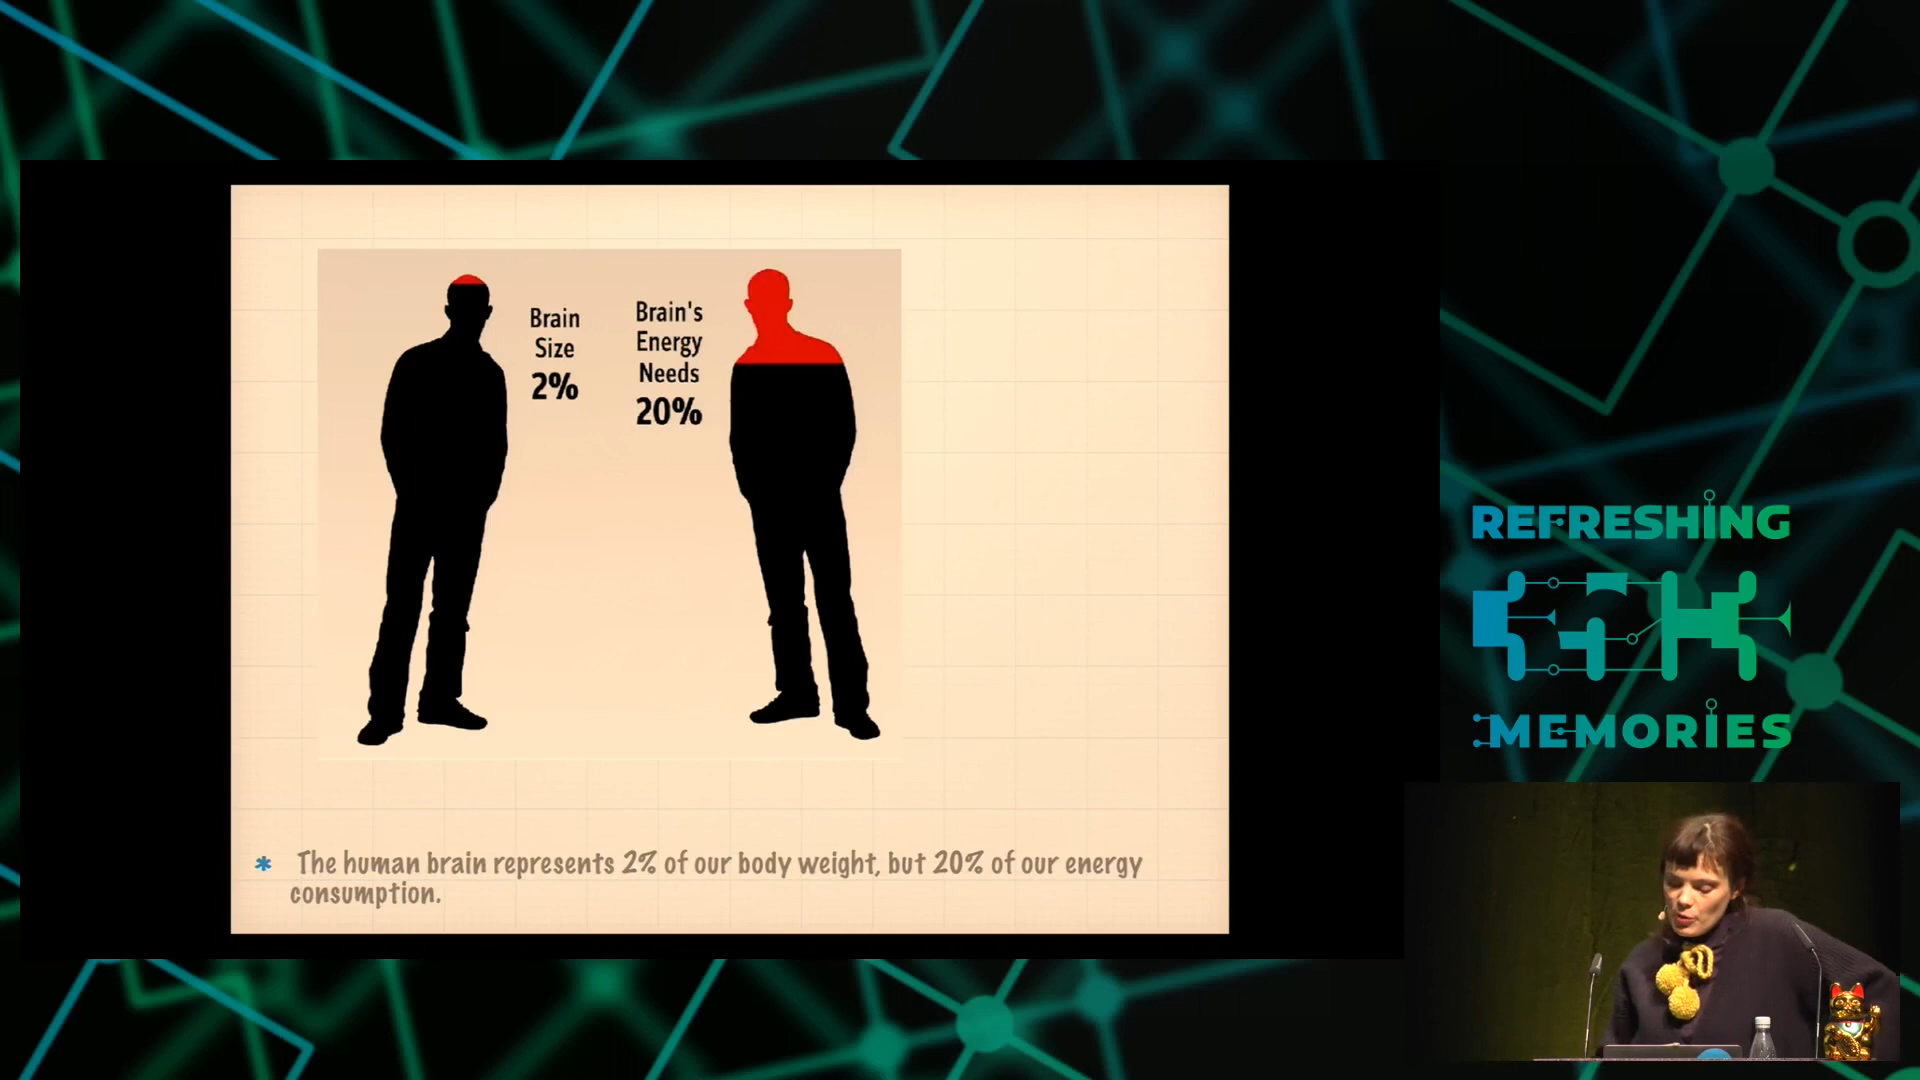 Brain
Size
2%
Brain's
Energy
Needs
20%
* The human brain represents 2% of our body weight, but 20% of our energy
consumption.
REFRESHING
MEMORIES